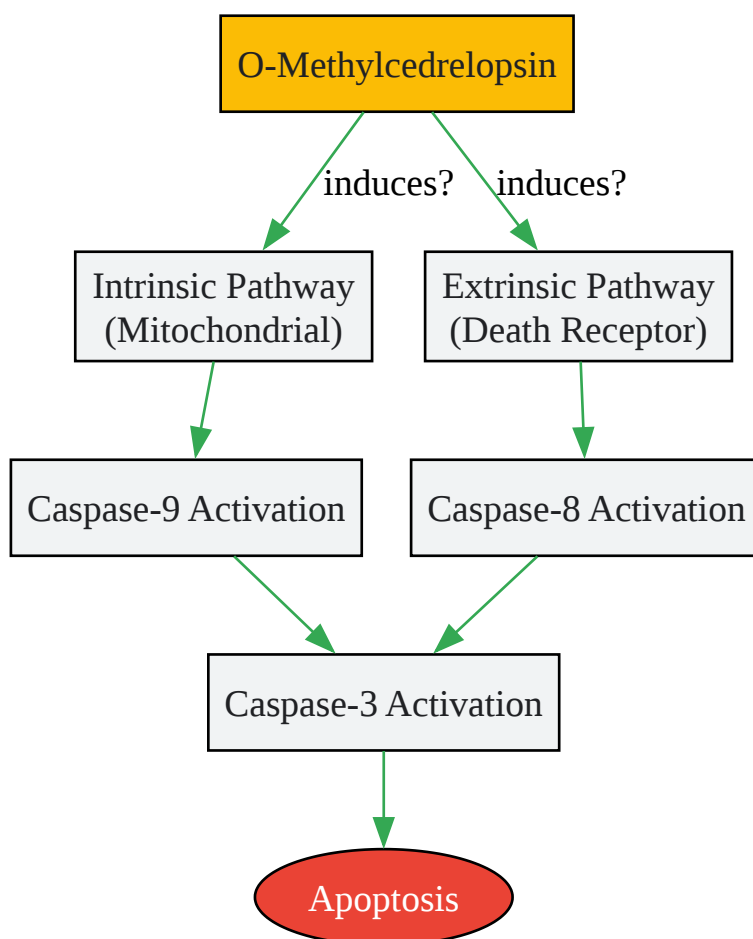 O-Methylcedrelopsin
induces? induces?
Intrinsic Pathway
(Mitochondrial)
Extrinsic Pathway
(Death Receptor)
Caspase-9 Activation
Caspase-8 Activation
Caspase-3 Activation
Apoptosis